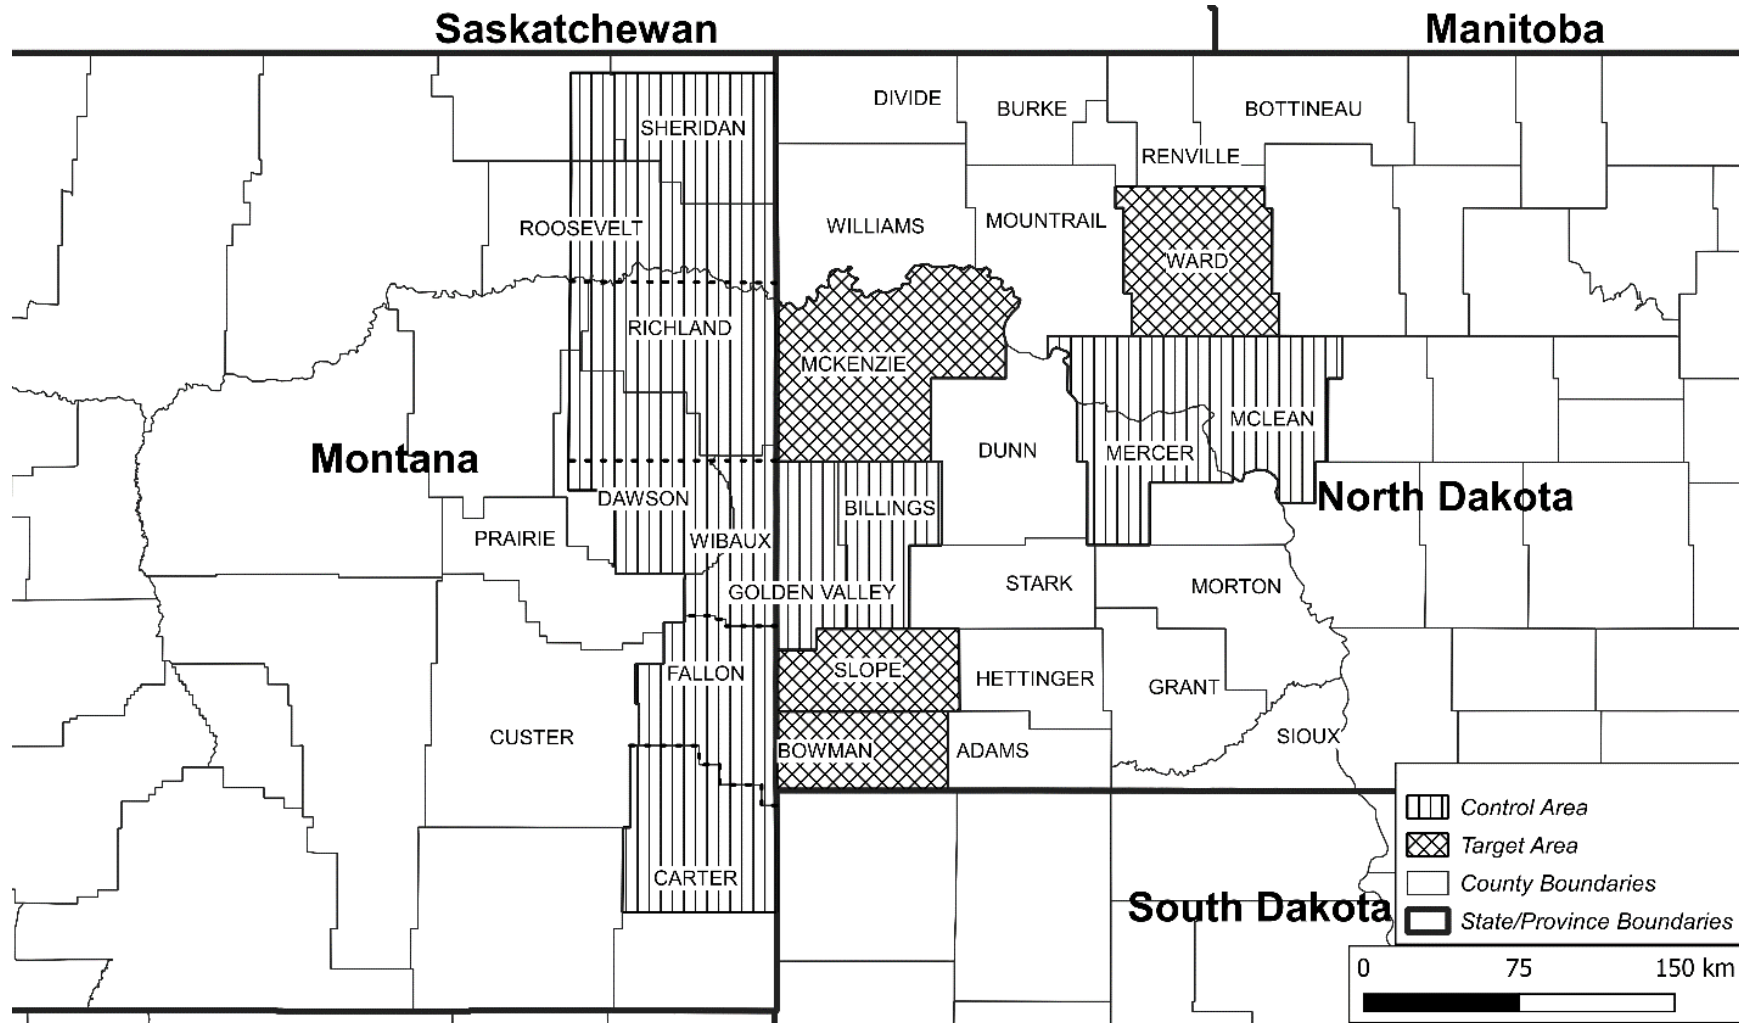 Saskatchewan
Manitoba
DIVIDE
BURKE
BOTTINEAU
SHERIDAN
RENVILLE
ROOSEVELT
WILLIAMS
MOUNTRAIL
WARD
RICHLAND
MCKENZIE
MCLEAN
Montana
DUNN
MERCER
DAWSON
BILLINGS
North Dakota
PRAIRIE
WIBAUX
STARK
MORTON
GOLDEN VALLEY
FALLON
SLOPE
HETTINGER
GRANT
CUSTER
BOWMAN
ADAMS
SIOUX
CARTER
South Dakota
Control Area
Target Area
County Boundaries
State/Province Boundaries
0 75 150 km